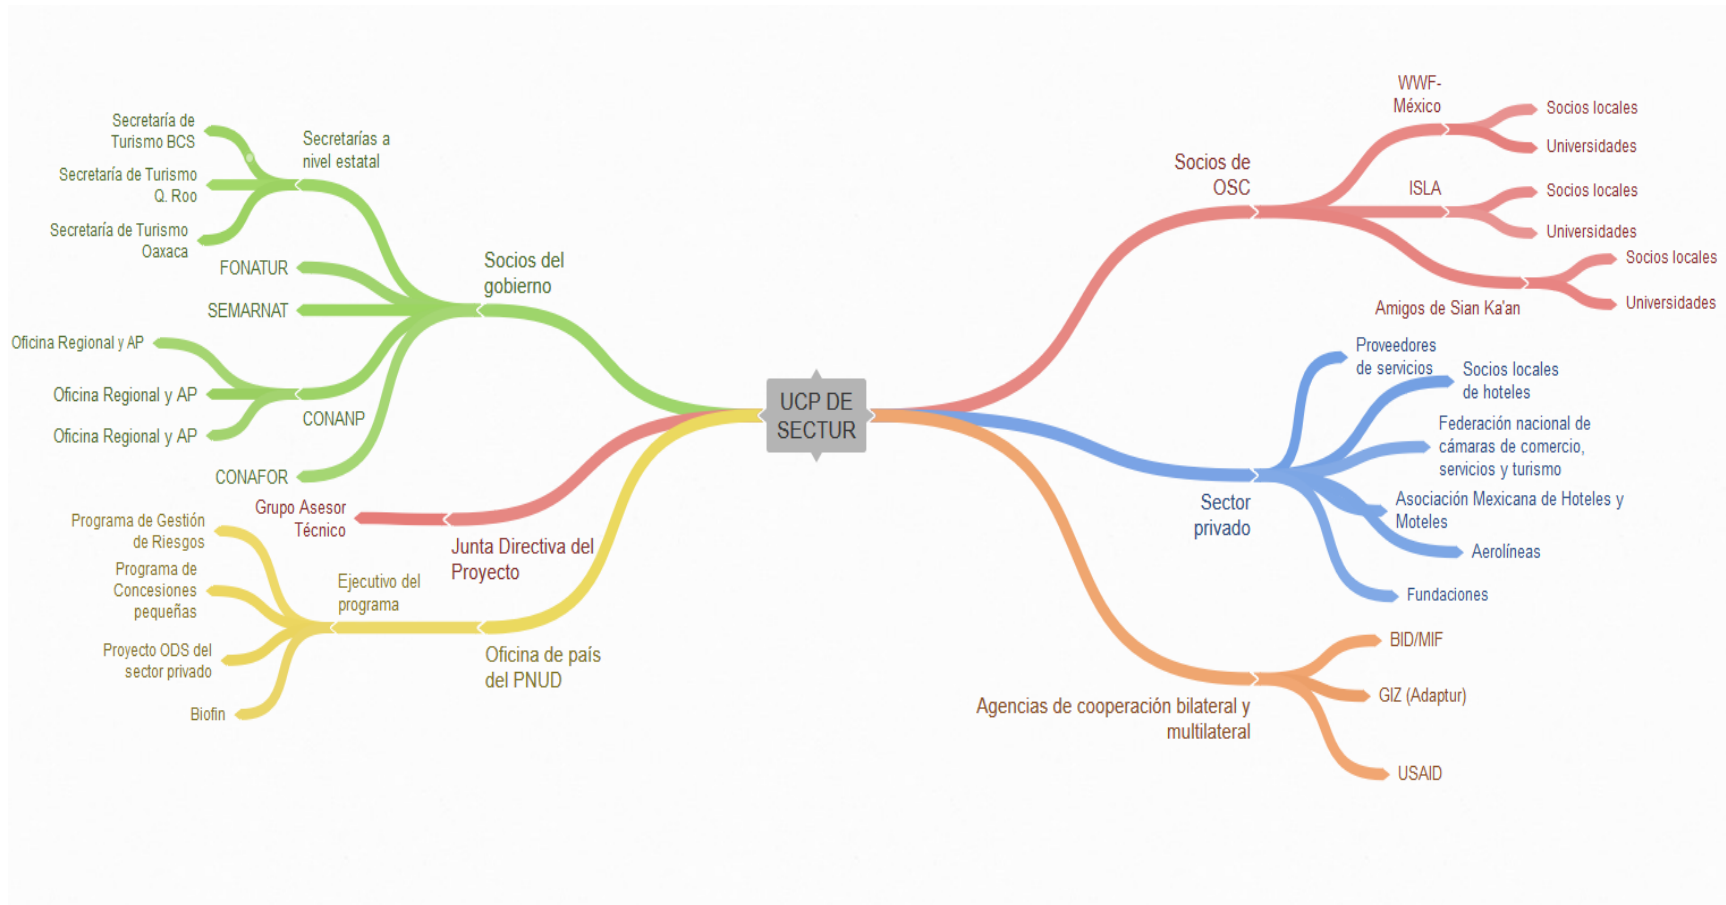 Secretaría de
Turismo BCS
Secretaría de Turismo
Q. Roo
Secretaría de Turismo
Oaxaca
Secretarías a
nivel estatal
FONATUR
SEMARNAT
Oficina Regional y AP
Oficina Regional y AP
Oficina Regional y AP
CONANP
CONAFOR
Socios del
gobierno
Grupo Asesor
Técnico
Junta Directiva del
Proyecto
Programa de Gestión
de Riesgos
Programa de
Concesiones
pequeñas
Proyecto ODS del
sector privado
Biofin
Ejecutivo del
programa
Oficina de país
del PNUD
UCP DE
SECTUR
Socios de
OSC
WWF-
México
Socios locales
Universidades
ISLA
Socios locales
Universidades
Amigos de Sian Ka'an
Socios locales
Universidades
Sector
privado
Proveedores
de servicios
Socios locales
de hoteles
Federación nacional de
cámaras de comercio,
servicios y turismo
Asociación Mexicana de Hoteles y
Moteles
Aerolíneas
Fundaciones
Agencias de cooperación bilateral y
multilateral
BID/MIF
GIZ (Adaptur)
USAID